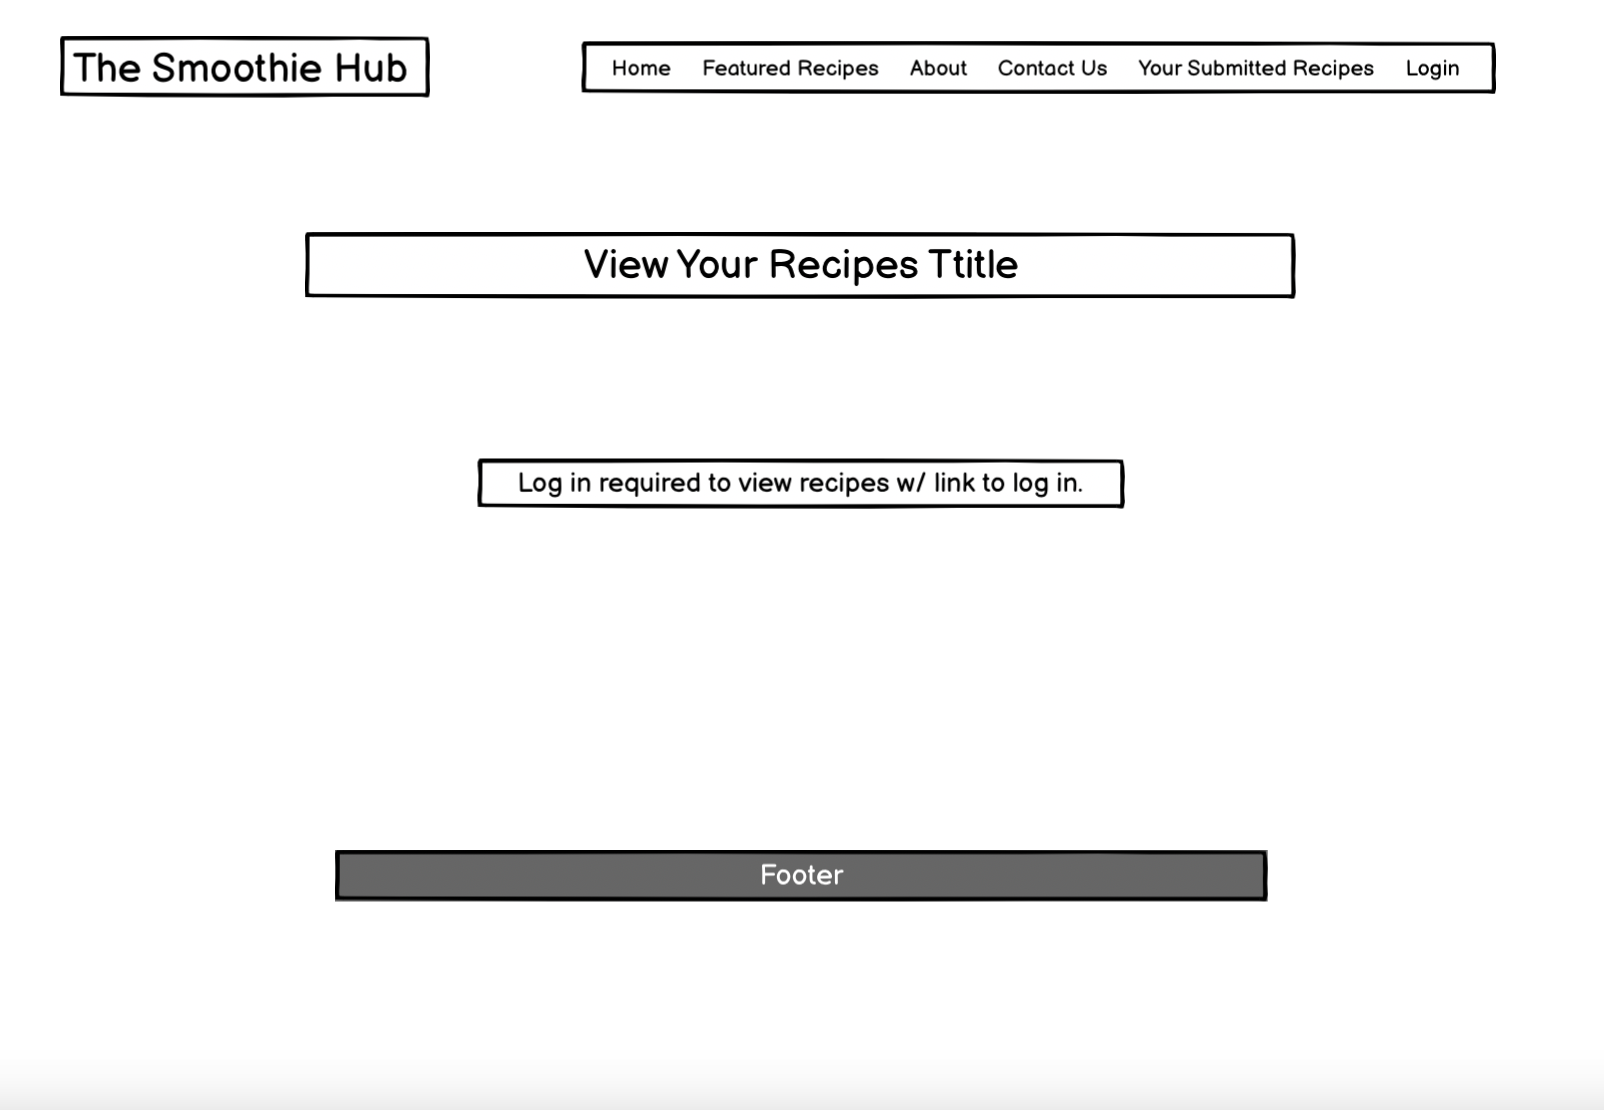 The Smoothie Hub
Home Featured Recipes About Contact Us Your Submitted Recipes Login
View Your Recipes Ttitle
Log in required to view recipes w/ link to log in.
Footer